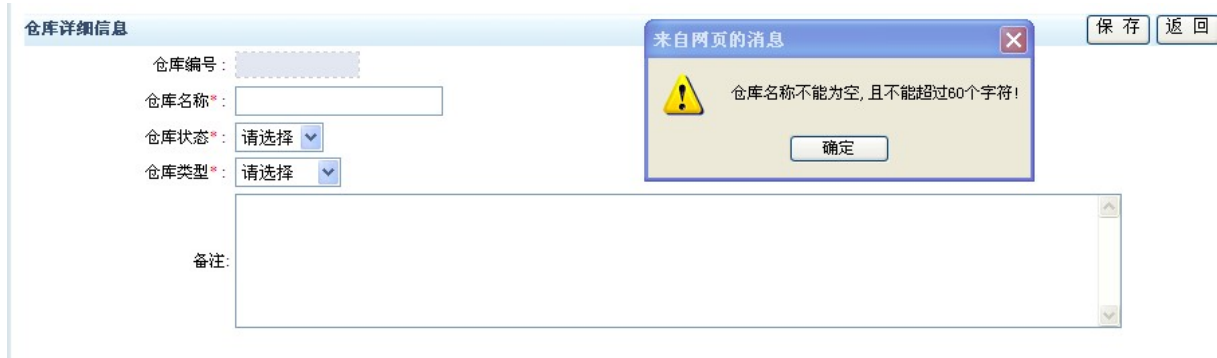 仓库详细信息
保 存 返 回
来自网页的消息
仓库名称不能为空,且不能超过60个字符!
确定
仓库编号:
仓库名称*:
仓库状态*: 请选择
仓库类型*: 请选择
备注: